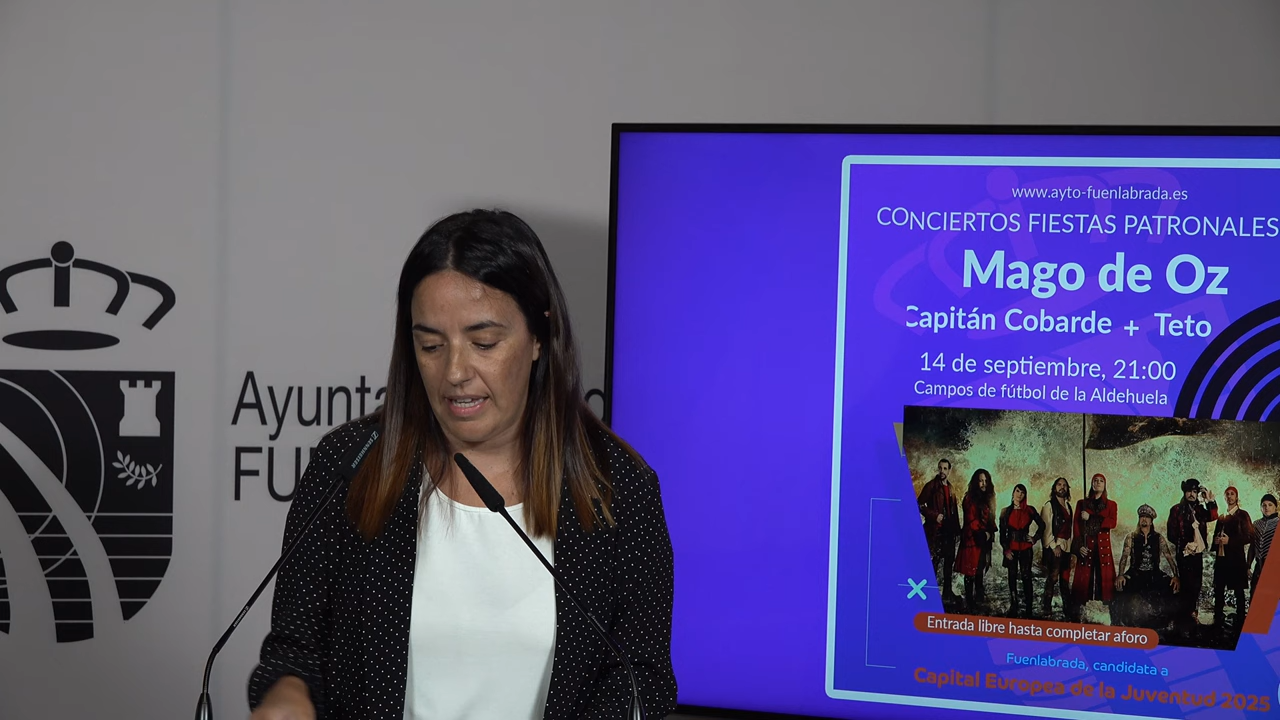 Ayunta
FU
www.ayto-fuenlabrada.es
CONCIERTOS FIESTAS PATRONALES
Mago de Oz
Capitán Cobarde + Teto
14 de septiembre, 21:00
Campos de fútbol de la Aldehuela
Entrada libre hasta completar aforo
Fuenlabrada, candidata a
Capital Europea de la Juventud 2025
SENNHEISER